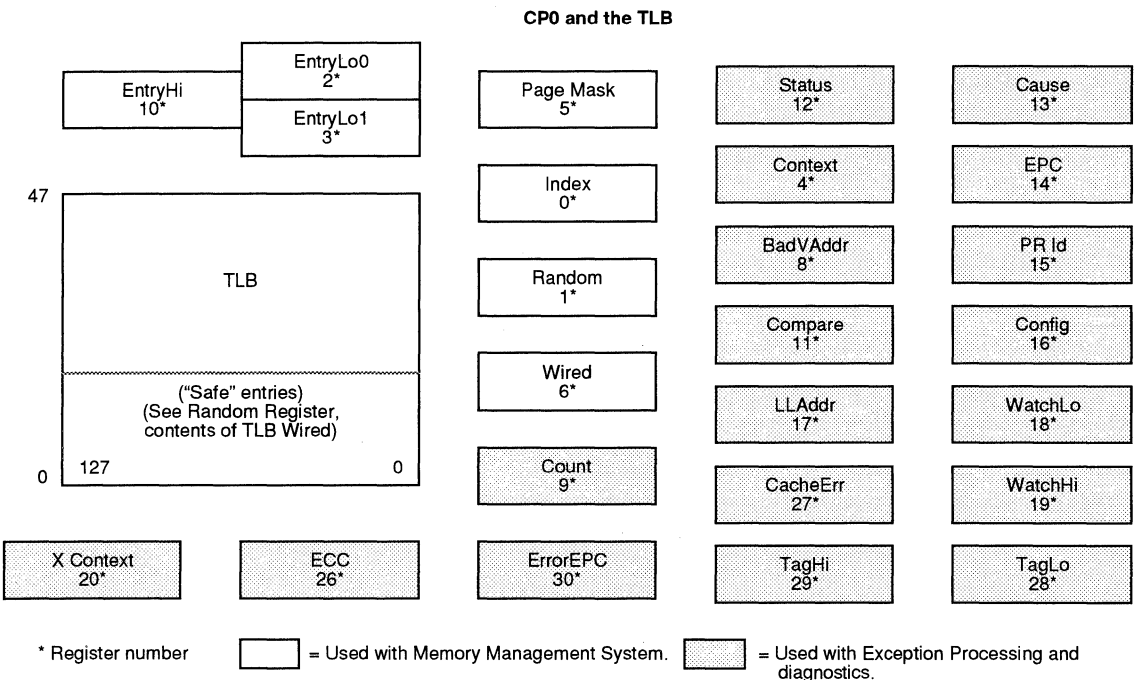 CP0 and the TLB
EntryHi
10*
EntryLo0
2*
EntryLo1
3*
Page Mask
5*
Status
12*
Cause
13*
47
Index
0*
Context
4*
EPC
14*
TLB
Random
1*
BadVAddr
8*
PR Id
15*
Compare
11*
Config
16*
("Safe" entries)
(See Random Register,
contents of TLB Wired)
Wired
6*
LLAddr
17*
WatchLo
18*
0
127
0
Count
9*
CacheErr
27*
WatchHi
19*
X Context
20*
ECC
26*
ErrorEPC
30*
TagHi
29*
TagLo
28*
* Register number
= Used with Memory Management System.
= Used with Exception Processing and
diagnostics.